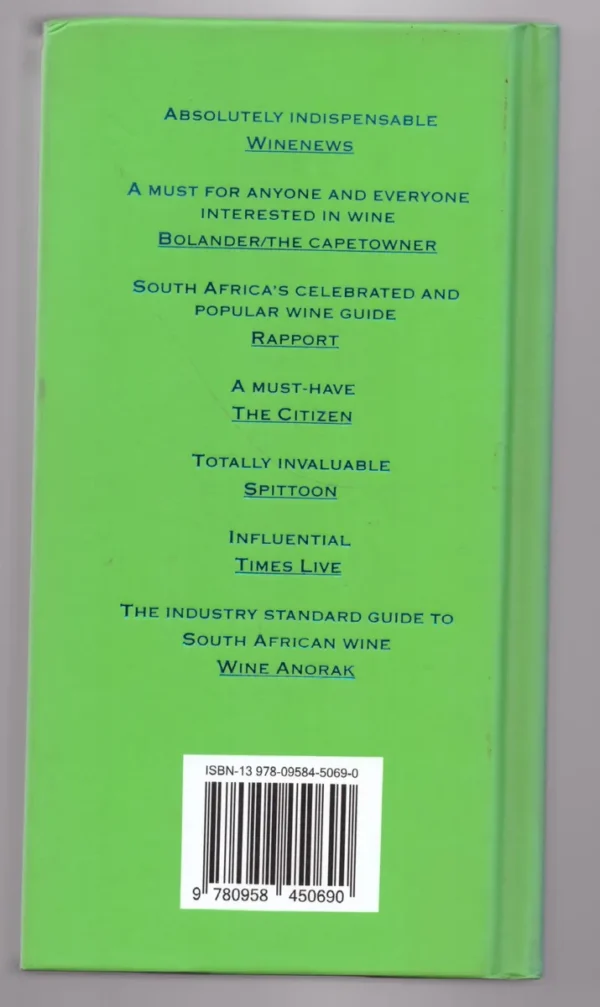 Absolutely indispensable
Winenews
A must for anyone and everyone
interested in wine
Bolander/the capetowner
South Africa's celebrated and
popular wine guide
Rapport
A must-have
The Citizen
Totally invaluable
Spittoon
Influential
Times Live
The industry standard guide to
South African wine
Wine Anorak
ISBN-13 978-09584-5069-0
9 780958 450690